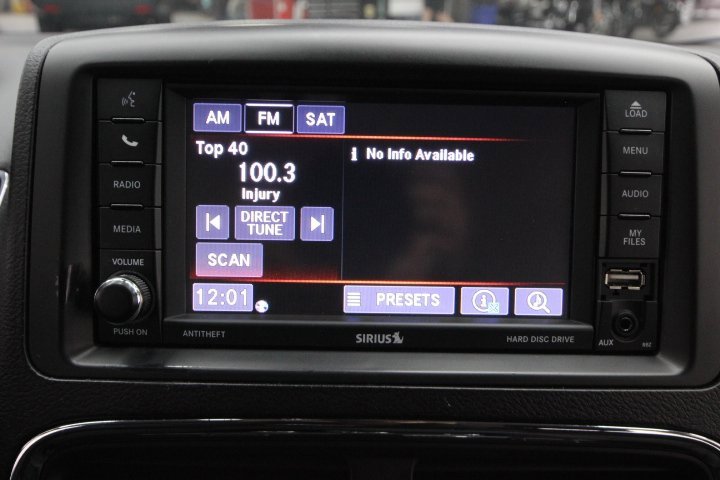 AM FM SAT
Top 40
100.3
Injury
DIRECT TUNE
SCAN
12:01
i No Info Available
PRESETS
i
RADIO
MEDIA
VOLUME
PUSH ON
ANTITHEFT
SIRIUS
HARD DISC DRIVE
LOAD
MENU
AUDIO
MY
FILES
AUX
RBZ